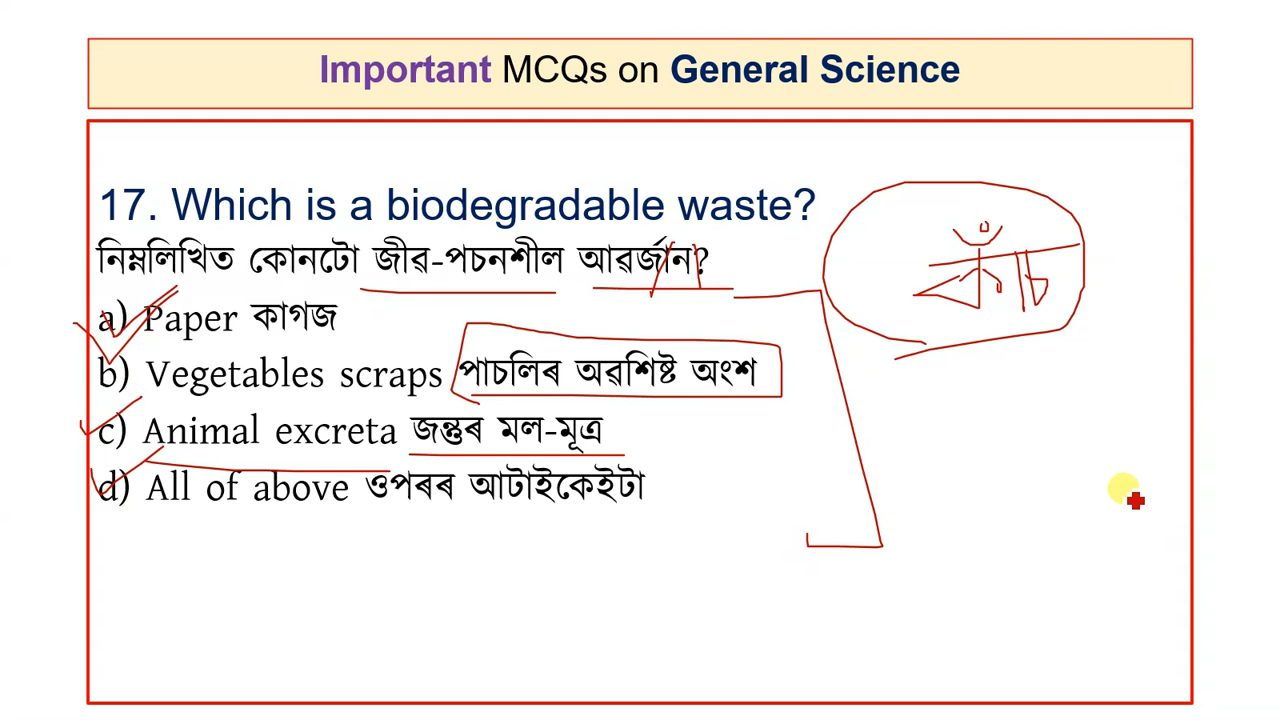 Important MCQs on General Science
17. Which is a biodegradable waste?
নিম্নলিখিত কোনটো জীৱ-পচনশীল আৱৰ্জান?
a) Paper কাগজ
b) Vegetables scraps পাচলিৰ অৱশিষ্ট অংশ
c) Animal excreta জন্তুৰ মল-মূত্ৰ
d) All of above ওপৰৰ আটাইকেইটা
কাঁচ